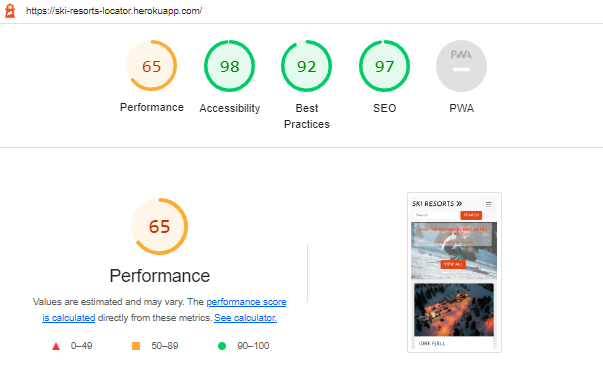 https://ski-resorts-locator.herokuapp.com/
65
98
92
97
PWA
Performance
Accessibility
Best
Practices
SEO
PWA
65
Performance
Values are estimated and may vary. The performance score
is calculated directly from these metrics. See calculator.
0–49
50–89
90–100
SKI RESORTS
Search
SEARCH
VIEW ALL
IDRE FJÄLL